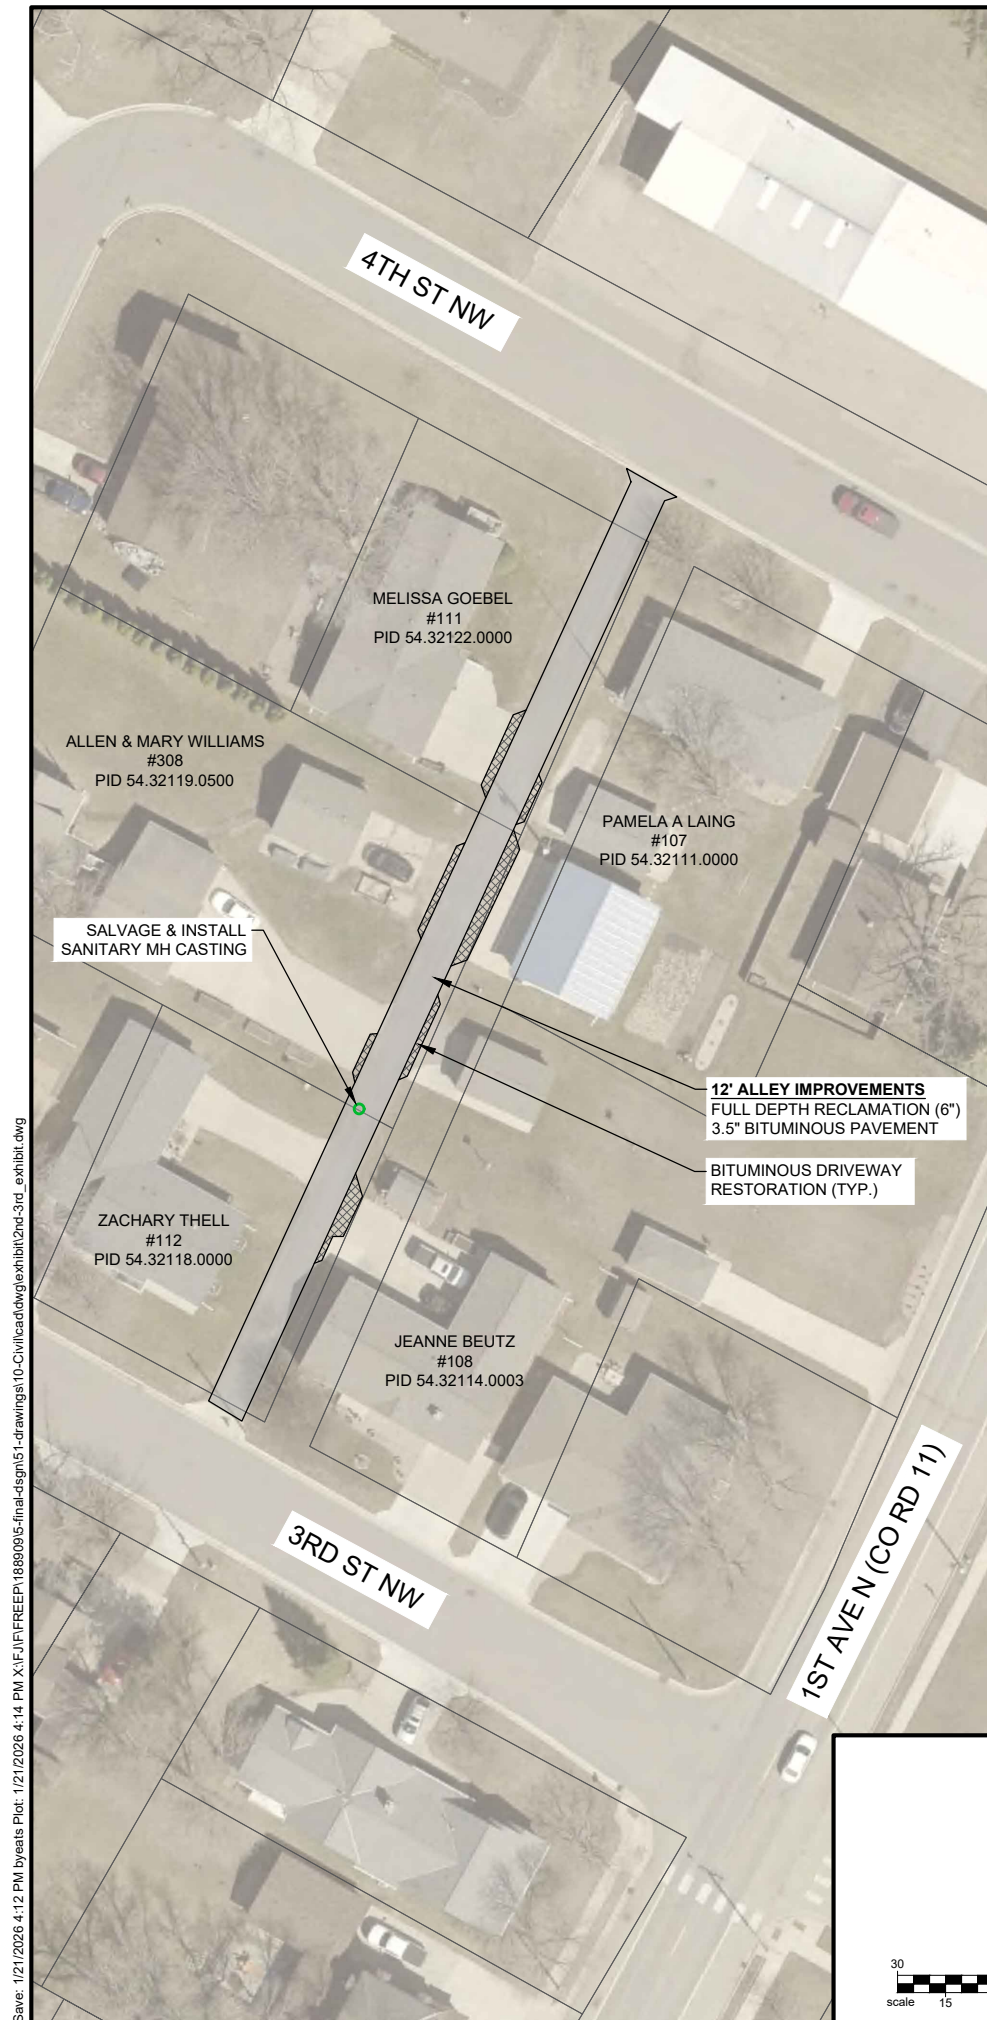 4TH ST NW
MELISSA GOEBEL
#111
PID 54.32122.0000
ALLEN & MARY WILLIAMS
#308
PID 54.32119.0500
PAMELA A LAING
#107
PID 54.32111.0000
SALVAGE & INSTALL
SANITARY MH CASTING
12' ALLEY IMPROVEMENTS
FULL DEPTH RECLAMATION (6")
3.5" BITUMINOUS PAVEMENT
BITUMINOUS DRIVEWAY
RESTORATION (TYP.)
ZACHARY THELL
#112
PID 54.32118.0000
JEANNE BEUTZ
#108
PID 54.32114.0003
3RD ST NW
1ST AVE N (CO RD 11)
30
scale 15
Save: 1/21/2026 4:12 PM byeats Plot: 1/21/2026 4:14 PM X:\FJ\F\FREEP\188909\5-final-dsgn\51-drawings\10-Civil\cad\dwg\exhibit\2nd-3rd_exhibit.dwg